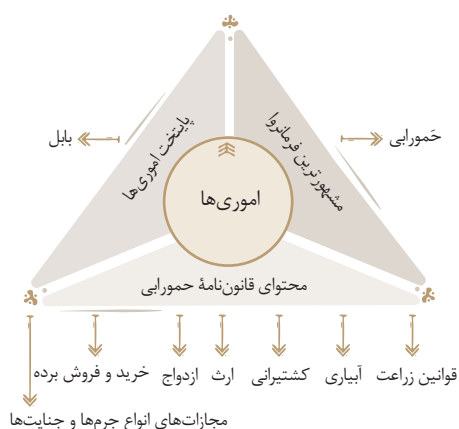 مشهورترین فرمانروا
حَمورابی
پایتخت اموری‌ها
بابل
اموری‌ها
محتوای قانون‌نامهٔ حمورابی
قوانین زراعت
آبیاری
کشتیرانی
ارث
ازدواج
خرید و فروش برده
مجازات‌های انواع جرم‌ها و جنایت‌ها